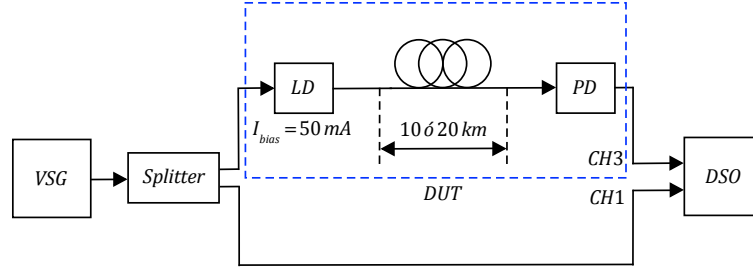 LD
PD
I_bias = 50 mA
10 ó 20 km
VSG
Splitter
CH3
DSO
DUT
CH1